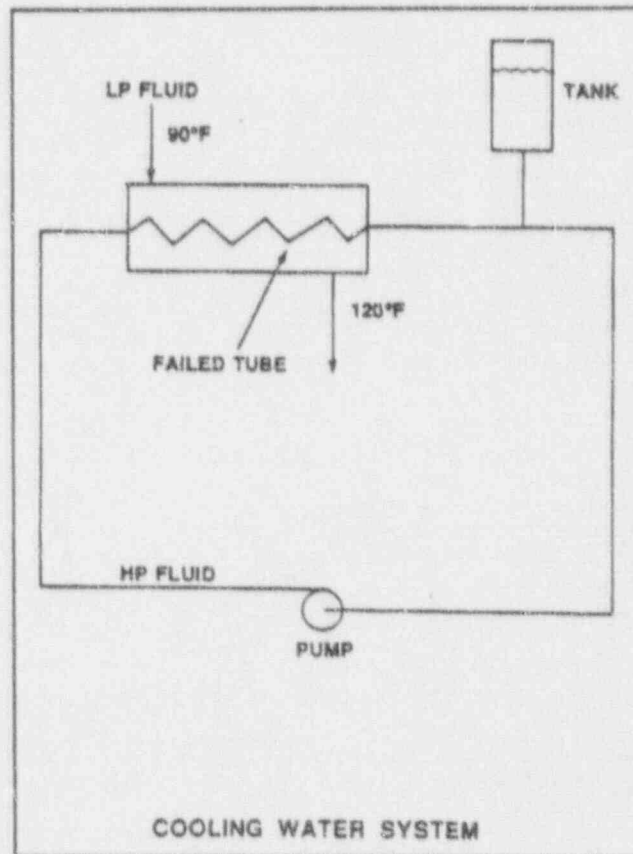 LP FLUID
90°F
TANK
120°F
FAILED TUBE
HP FLUID
PUMP
COOLING WATER SYSTEM